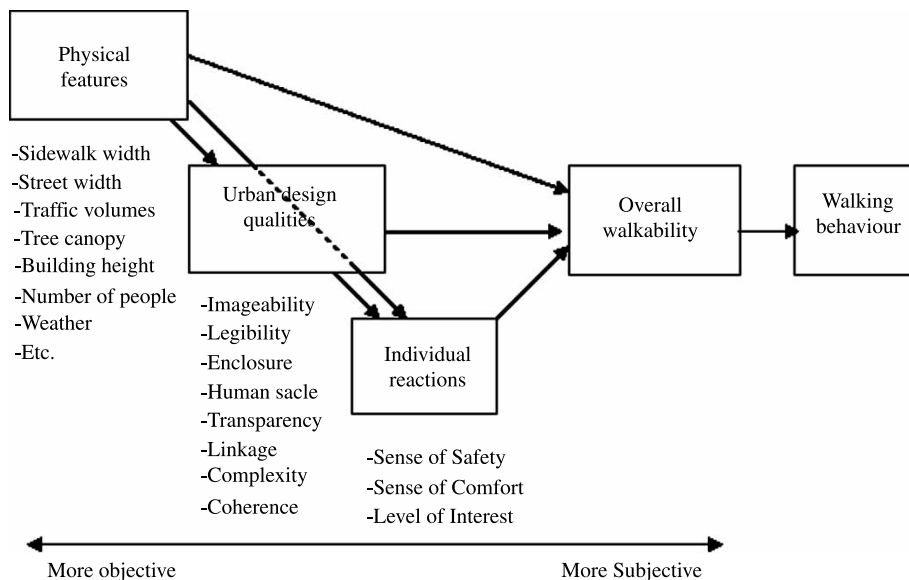 Physical
features
-Sidewalk width
-Street width
-Traffic volumes
-Tree canopy
-Building height
-Number of people
-Weather
-Etc.
Urban design
qualities
-Imageability
-Legibility
-Enclosure
-Human sacle
-Transparency
-Linkage
-Complexity
-Coherence
Individual
reactions
-Sense of Safety
-Sense of Comfort
-Level of Interest
Overall
walkability
Walking
behaviour
More objective
More Subjective